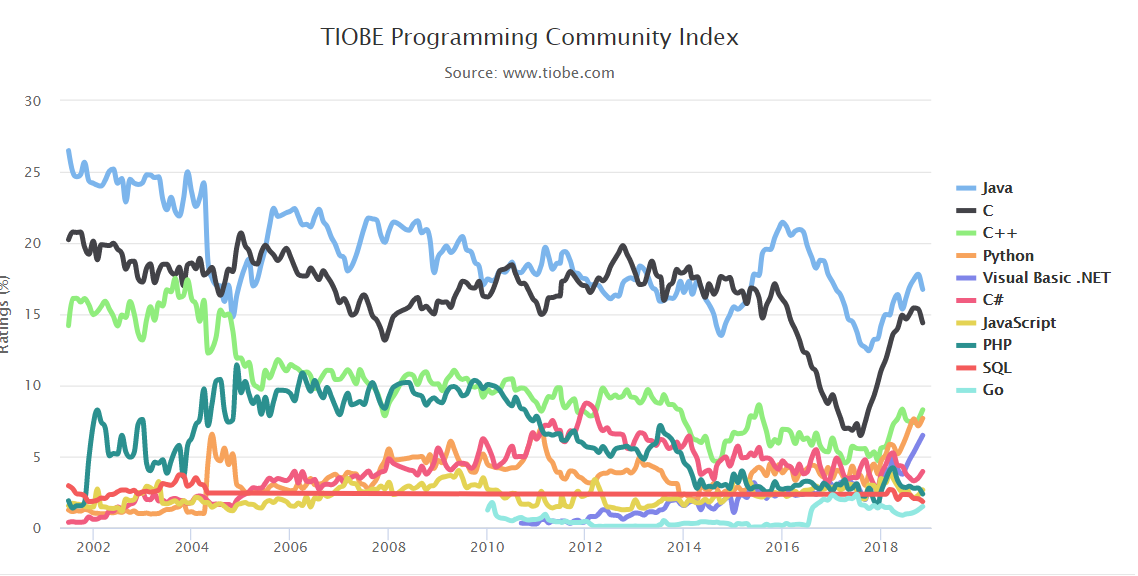 TIOBE Programming Community Index
Source: www.tiobe.com
Ratings (%)
30
25
20
15
10
5
0
2002 2004 2006 2008 2010 2012 2014 2016 2018
Java
C
C++
Python
Visual Basic .NET
C#
JavaScript
PHP
SQL
Go